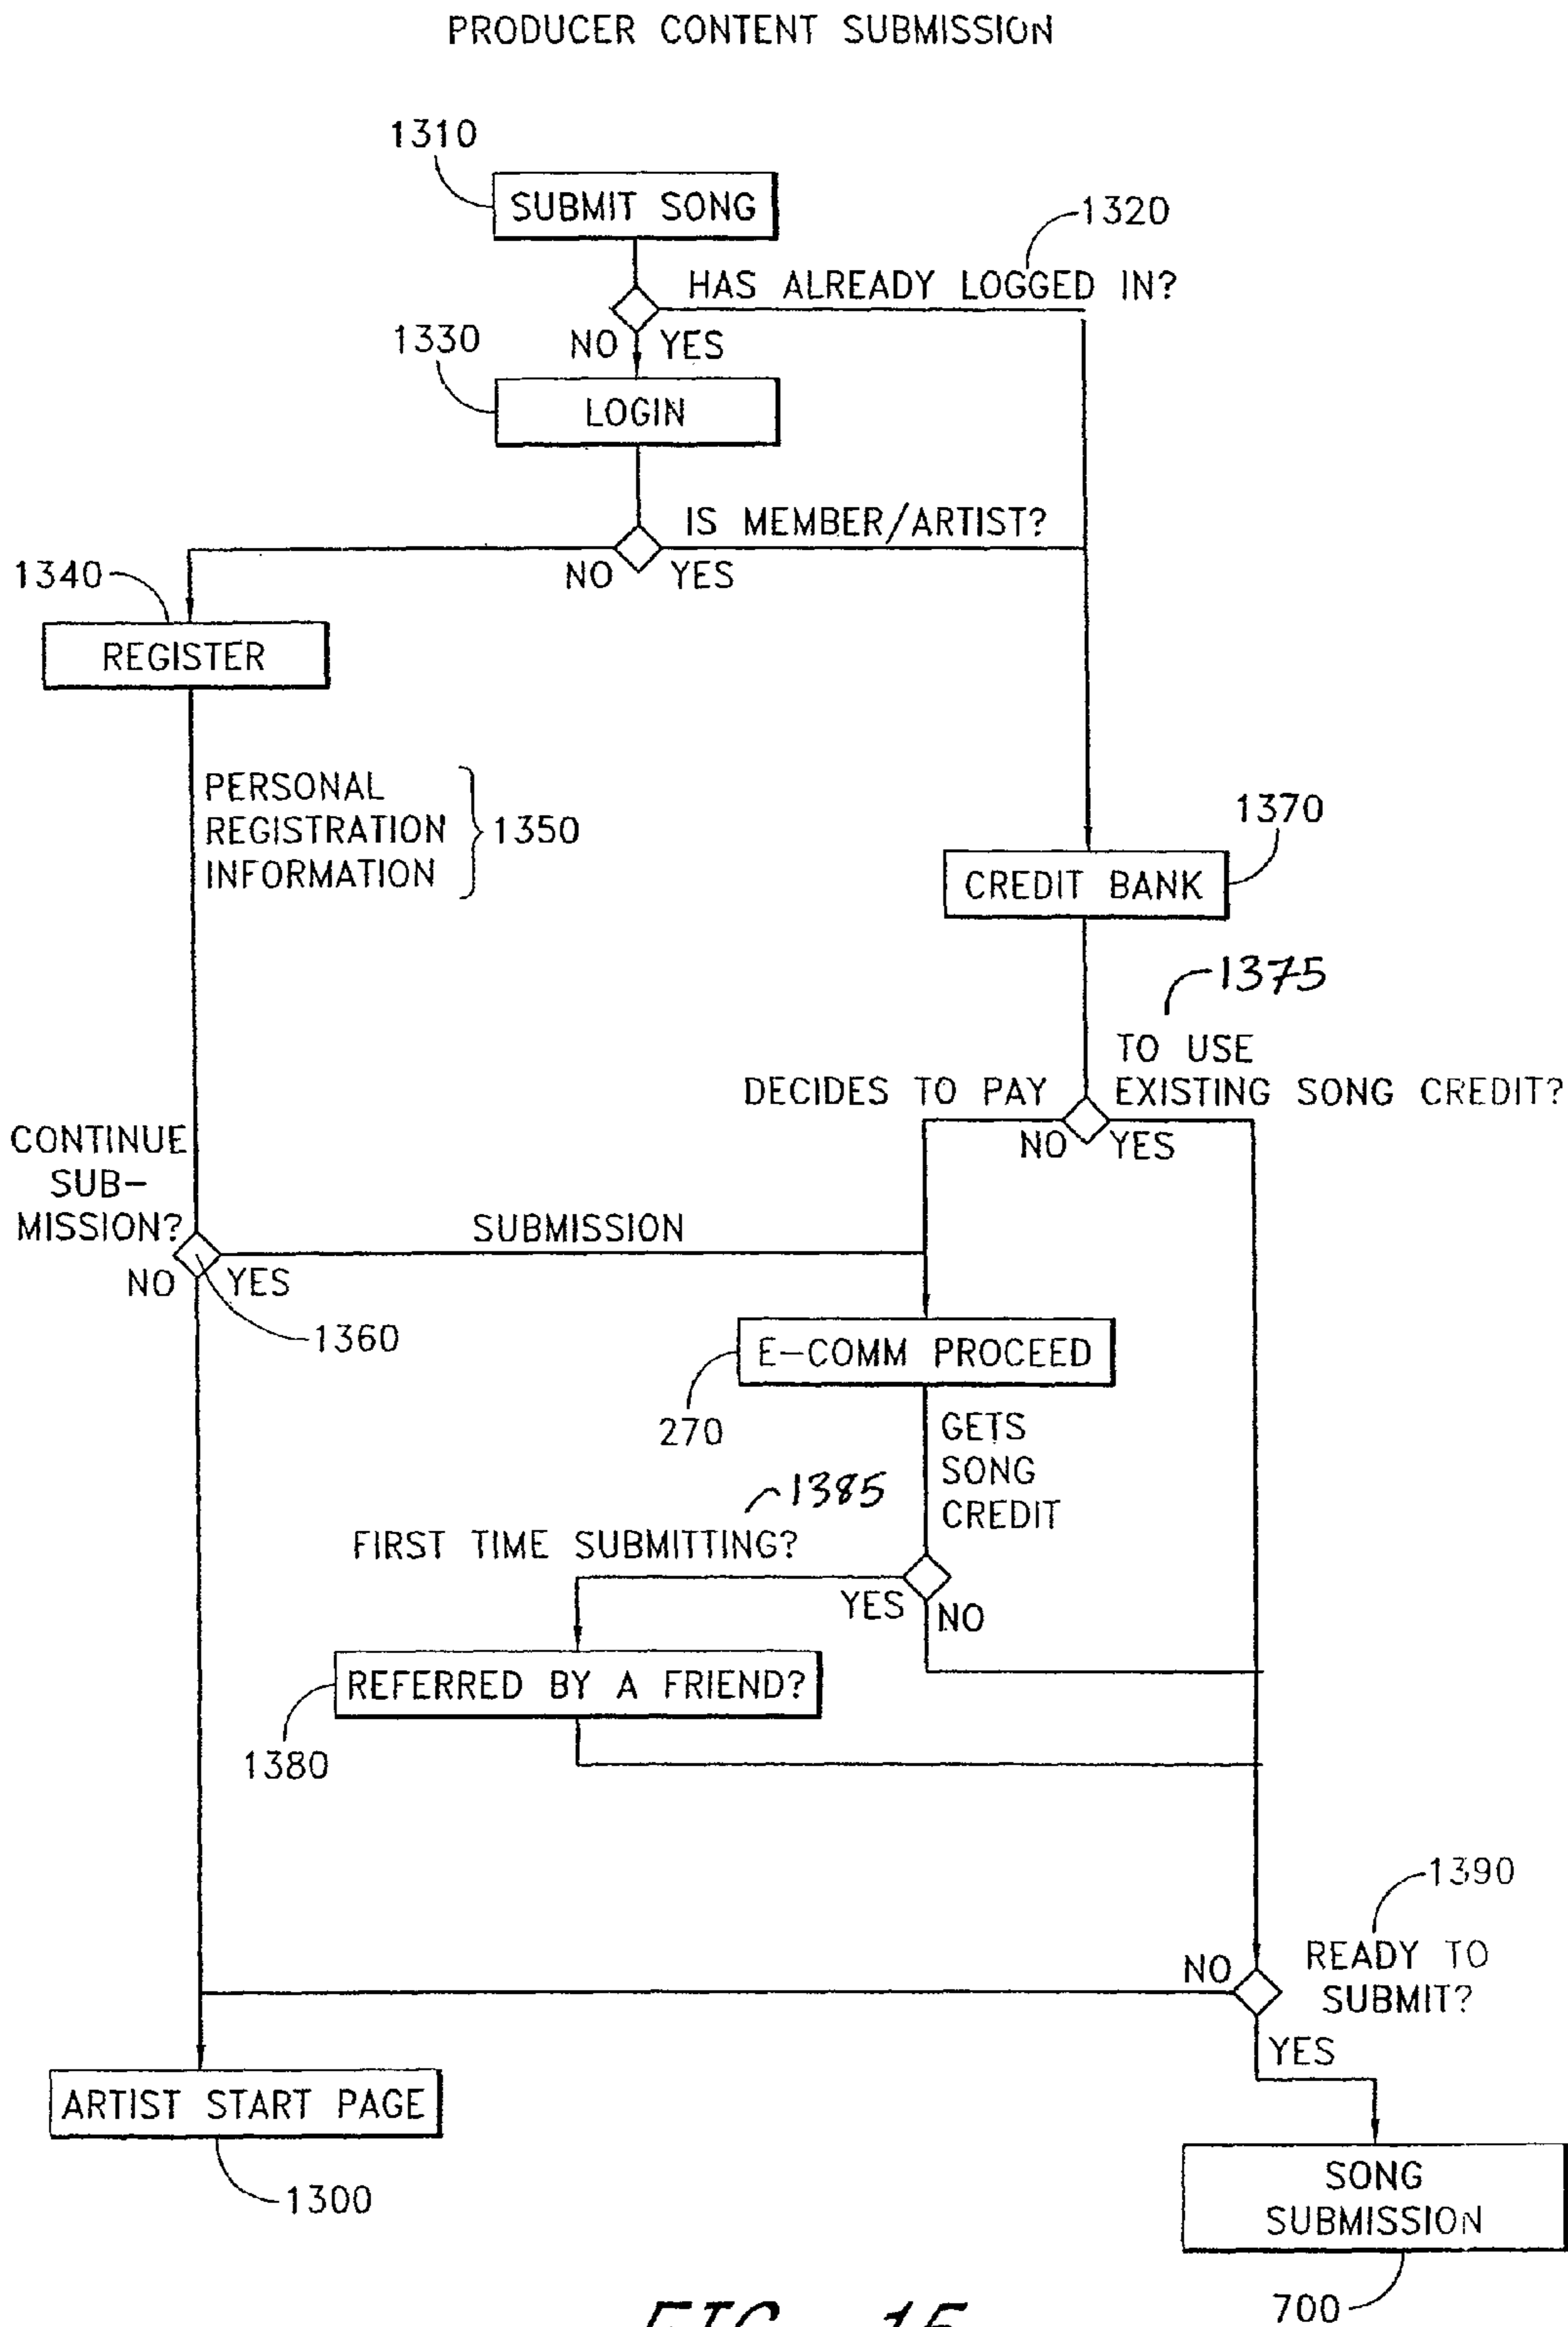 PRODUCER CONTENT SUBMISSION
1310
SUBMIT SONG
1320
HAS ALREADY LOGGED IN?
1330
NO YES
LOGIN
IS MEMBER/ARTIST?
NO YES
1340
REGISTER
PERSONAL
REGISTRATION
INFORMATION
1350
1370
CREDIT BANK
1375
TO USE
DECIDES TO PAY EXISTING SONG CREDIT?
NO YES
CONTINUE
SUB-
MISSION?
SUBMISSION
NO YES
1360
E-COMM PROCEED
270
GETS
SONG
CREDIT
1385
FIRST TIME SUBMITTING?
YES NO
REFERRED BY A FRIEND?
1380
1390
READY TO
SUBMIT?
NO
YES
ARTIST START PAGE
1300
SONG
SUBMISSION
700
FIG. 15